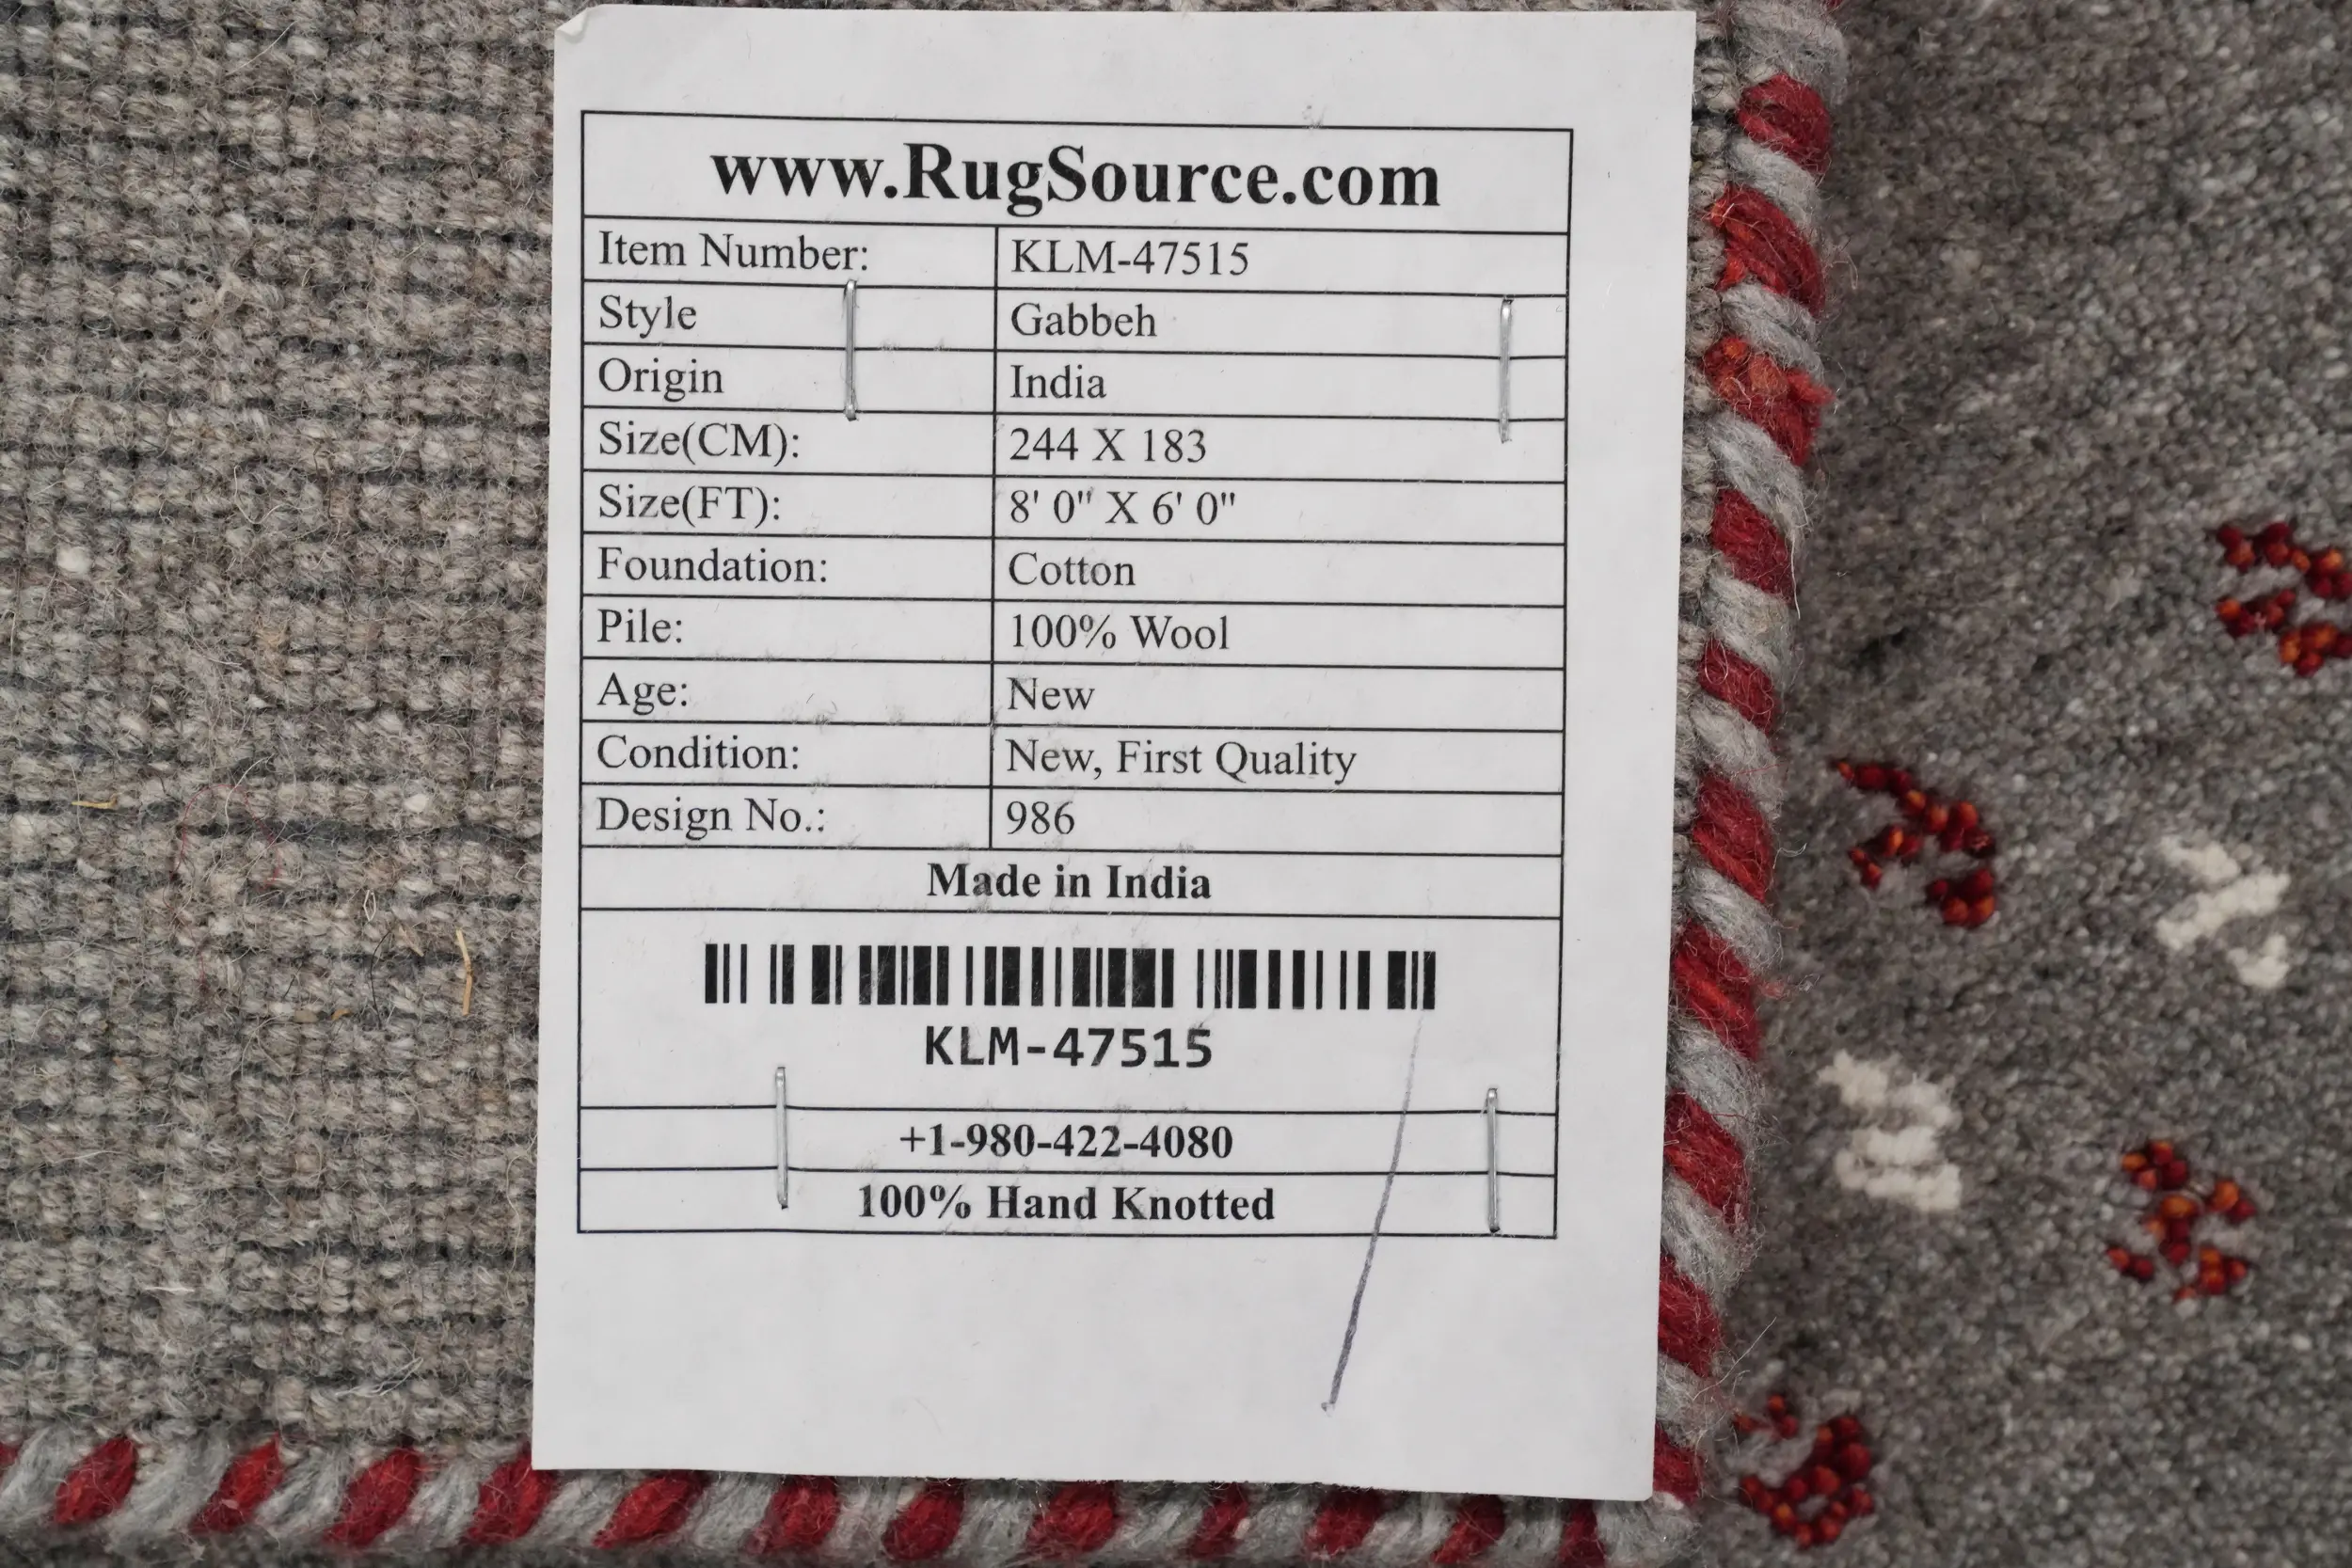 www.RugSource.com
Item Number: KLM-47515
Style Gabbeh
Origin India
Size(CM): 244 X 183
Size(FT): 8' 0" X 6' 0"
Foundation: Cotton
Pile: 100% Wool
Age: New
Condition: New, First Quality
Design No.: 986
Made in India
KLM-47515
+1-980-422-4080
100% Hand Knotted